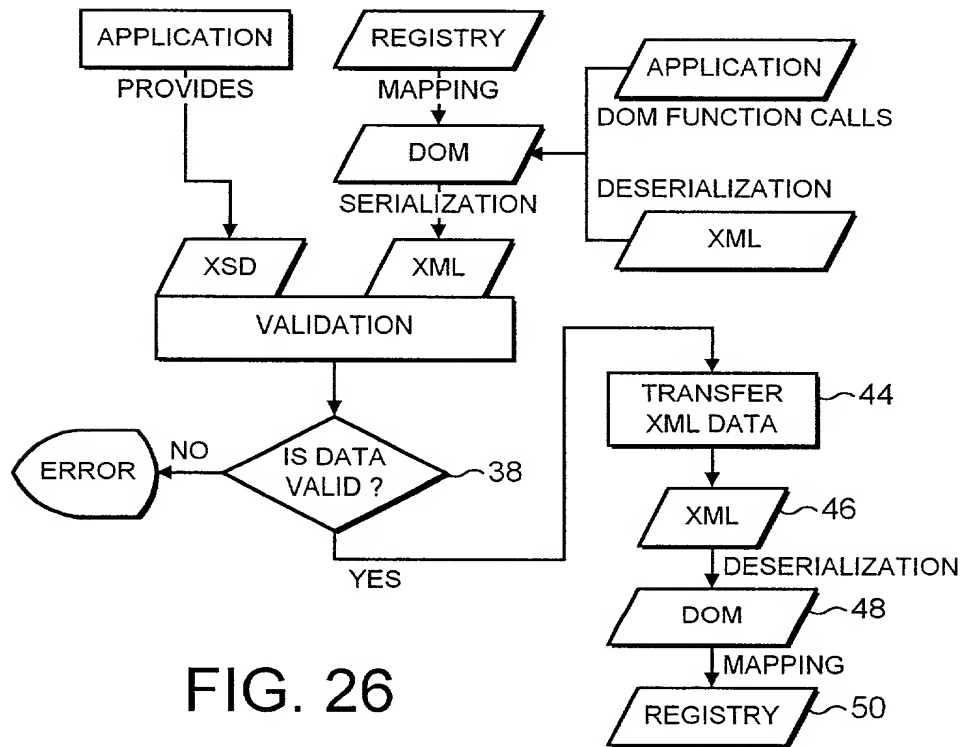 APPLICATION
PROVIDES
REGISTRY
MAPPING
DOM
SERIALIZATION
APPLICATION
DOM FUNCTION CALLS
DESERIALIZATION
XML
XSD
XML
VALIDATION
IS DATA
VALID ?
38
NO
ERROR
YES
TRANSFER
XML DATA
44
XML
46
DESERIALIZATION
DOM
48
MAPPING
REGISTRY
50
FIG. 26